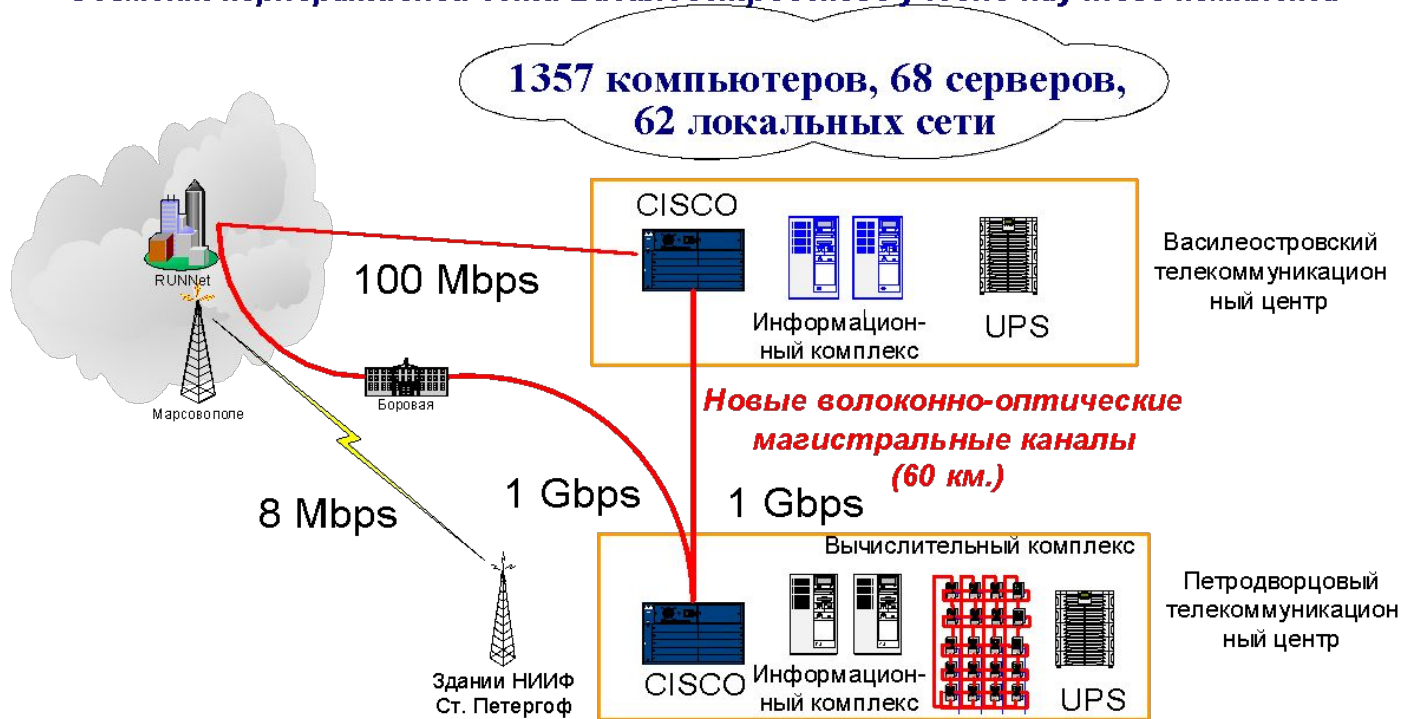 1357 компьютеров, 68 серверов,
62 локальных сети
CISCO
RUNNet
100 Mbps
Информацион-
ный комплекс
UPS
Василеостровский
телекоммуникацион
ный центр
Марсовополе
Боровая
Новые волоконно-оптические
магистральные каналы
(60 км.)
8 Mbps
1 Gbps
1 Gbps
Вычислительный комплекс
Здании НИИФ
Ст. Петергоф
CISCO
Информацион-
ный комплекс
UPS
Петродворцовый
телекоммуникацион
ный центр